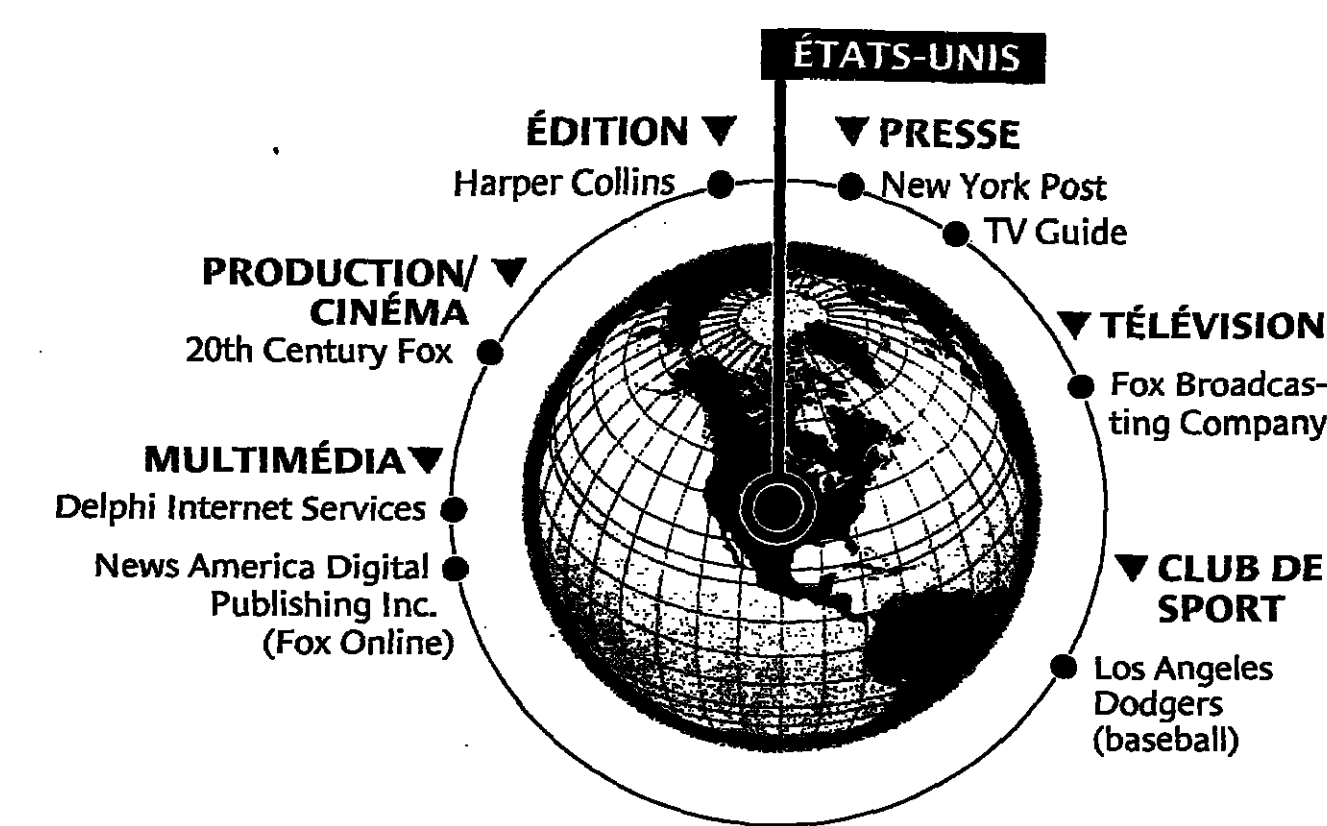 ÉTATS-UNIS
ÉDITION
Harper Collins
PRESSE
New York Post
TV Guide
PRODUCTION/
CINÉMA
20th Century Fox
TÉLÉVISION
Fox Broadcas-
ting Company
MULTIMÉDIA
Delphi Internet Services
News America Digital
Publishing Inc.
(Fox Online)
CLUB DE
SPORT
Los Angeles
Dodgers
(baseball)